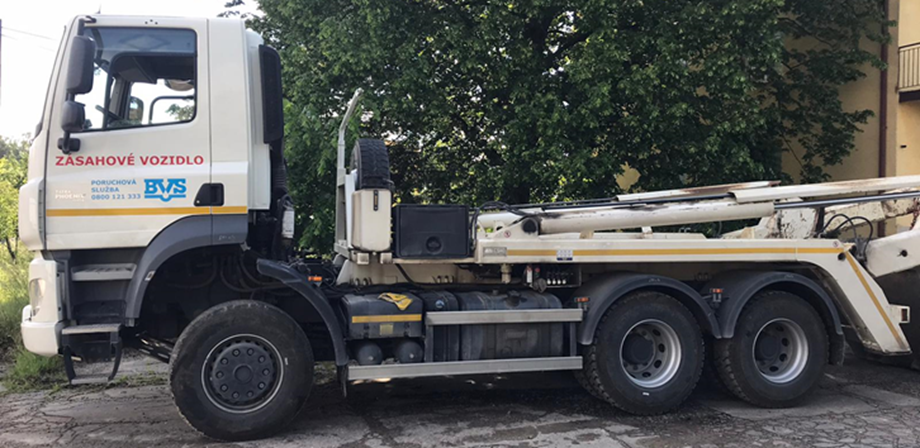 ZÁSAHOVÉ VOZIDLO
PORUCHOVÁ
SLUŽBA
0800 121 333
BVS